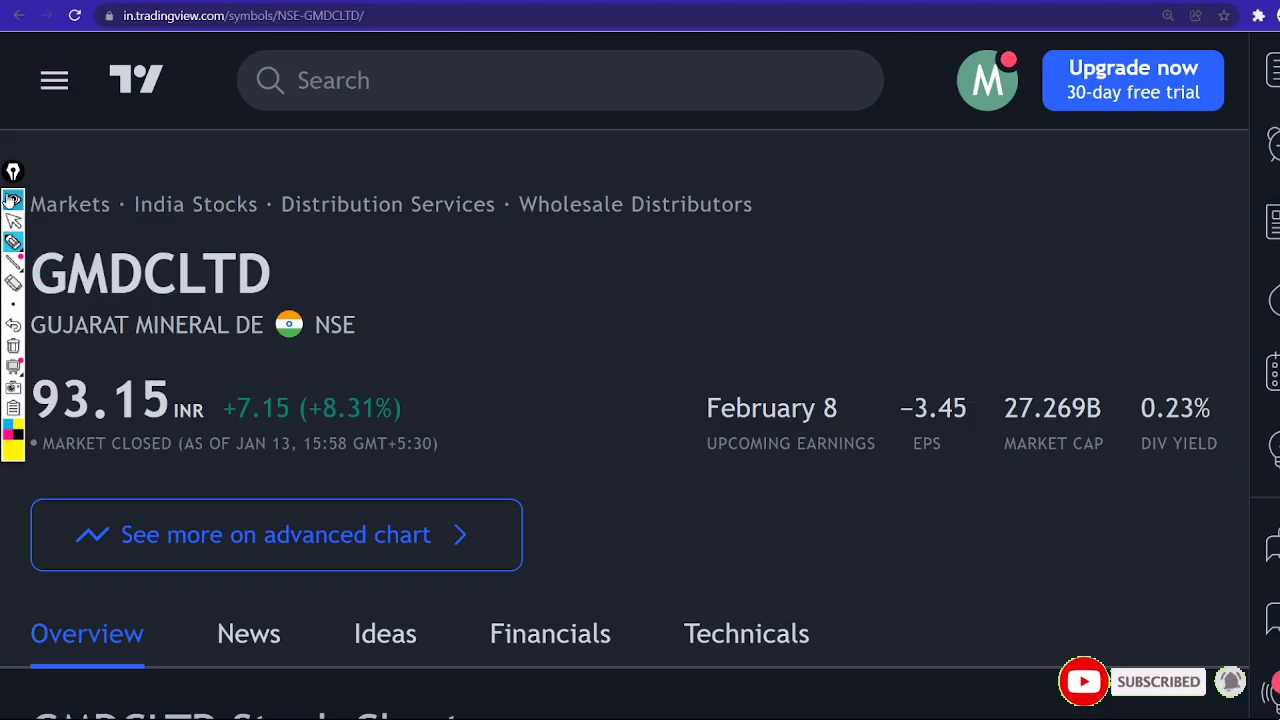 in.tradingview.com/symbols/NSE-GMDCLTD/
Search
M
Upgrade now
30-day free trial
Markets · India Stocks · Distribution Services · Wholesale Distributors
GMDCLTD
GUJARAT MINERAL DE NSE
93.15 INR +7.15 (+8.31%)
• MARKET CLOSED (AS OF JAN 13, 15:58 GMT+5:30)
February 8 −3.45 27.269B 0.23%
UPCOMING EARNINGS EPS MARKET CAP DIV YIELD
See more on advanced chart
Overview News Ideas Financials Technicals
SUBSCRIBED